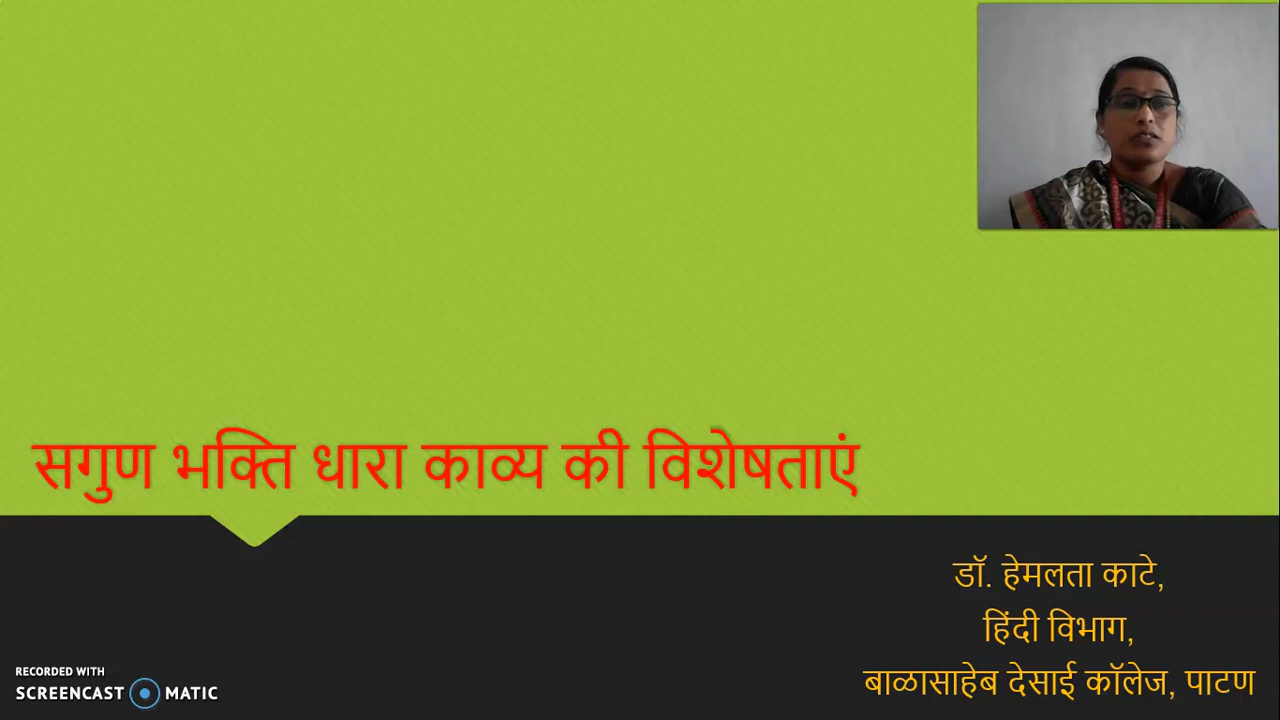 सगुण भक्ति धारा काव्य की विशेषताएं
डॉ. हेमलता काटे,
हिंदी विभाग,
बाळासाहेब देसाई कॉलेज, पाटण
RECORDED WITH
SCREENCAST MATIC